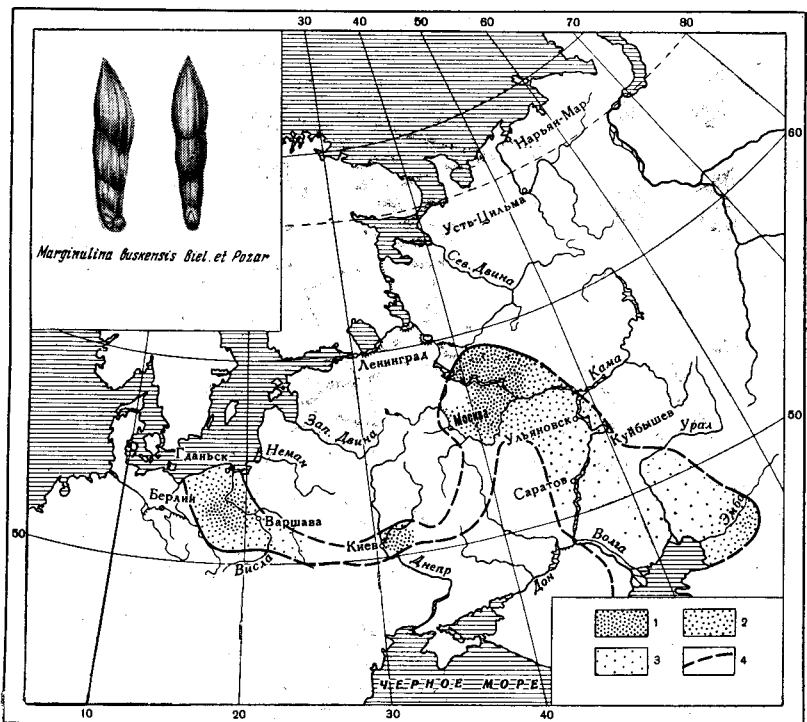 30 40 50 60 70 80
30
60
Marginulina buskensis Biel. et Pozar
Нарьян-Мар
Усть-Цильма
Сев. Двина
Ленинград
Кама
Москва
Зап. Двина
Ульяновск
Куйбышев
Урал
50
Неман
Гданьск
Берлин
Саратов
Варшава
Эмба
50
Киев
Волга
Висла
Днепр
Дон
1 2
3 4
ЧЕРНОЕ МОРЕ
10 20 30 40